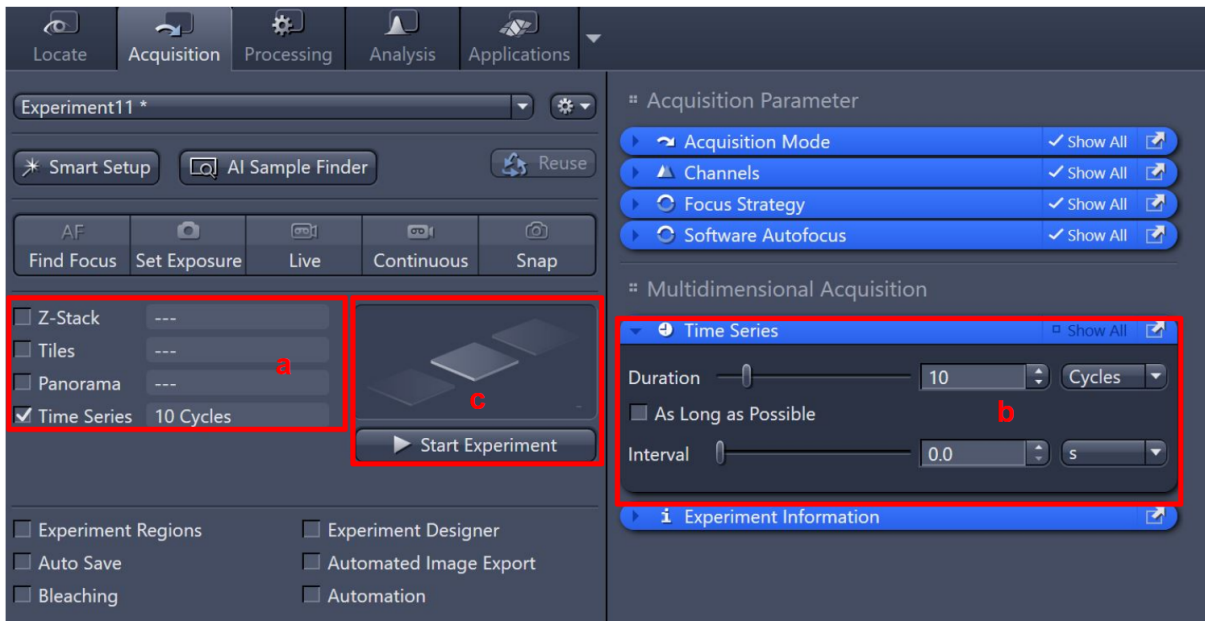 Locate Acquisition Processing Analysis Applications
Experiment11 *
Smart Setup AI Sample Finder Reuse
AF
Find Focus Set Exposure Live Continuous Snap
Z-Stack ---
Tiles ---
Panorama ---
Time Series 10 Cycles
a
c
Start Experiment
Experiment Regions Experiment Designer
Auto Save Automated Image Export
Bleaching Automation
Acquisition Parameter
Acquisition Mode Show All
Channels Show All
Focus Strategy Show All
Software Autofocus Show All
Multidimensional Acquisition
Time Series Show All
Duration 10 Cycles
As Long as Possible b
Interval 0.0 s
i Experiment Information